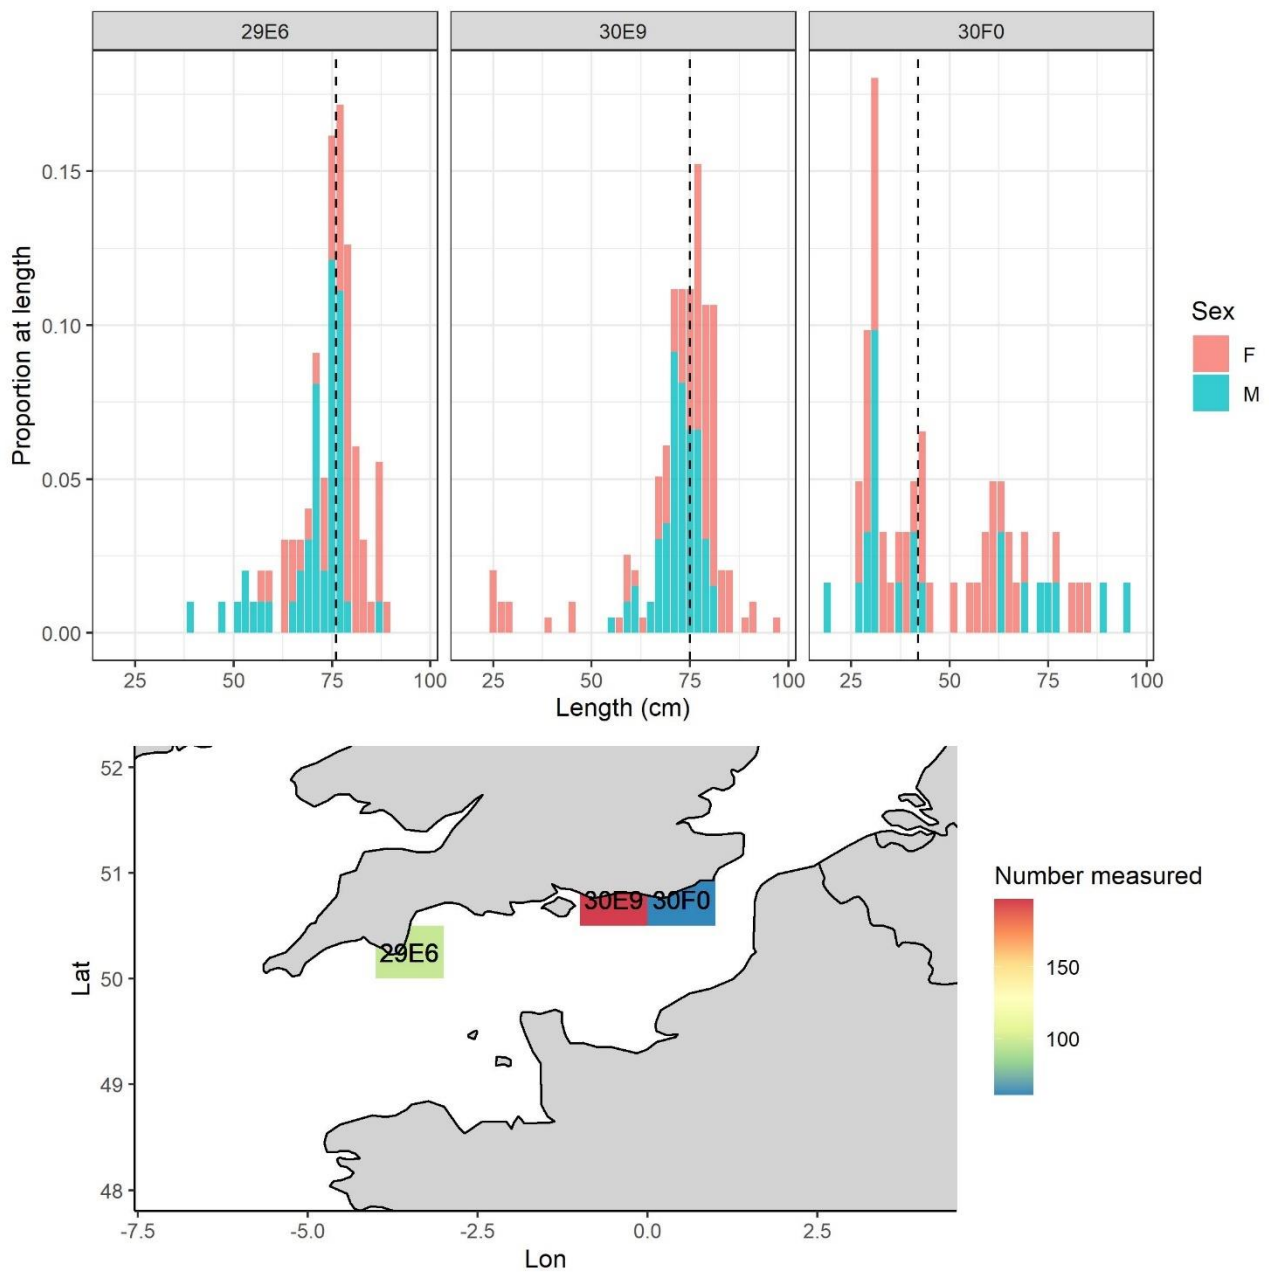 29E6 30E9 30F0
Proportion at length
0.15
0.10
0.05
0.00
25 50 75 100 25 50 75 100 25 50 75 100
Length (cm)
Sex
F
M
Lat
52
51
50
49
48
30E9 30F0
29E6
-7.5 -5.0 -2.5 0.0 2.5
Lon
Number measured
150
100